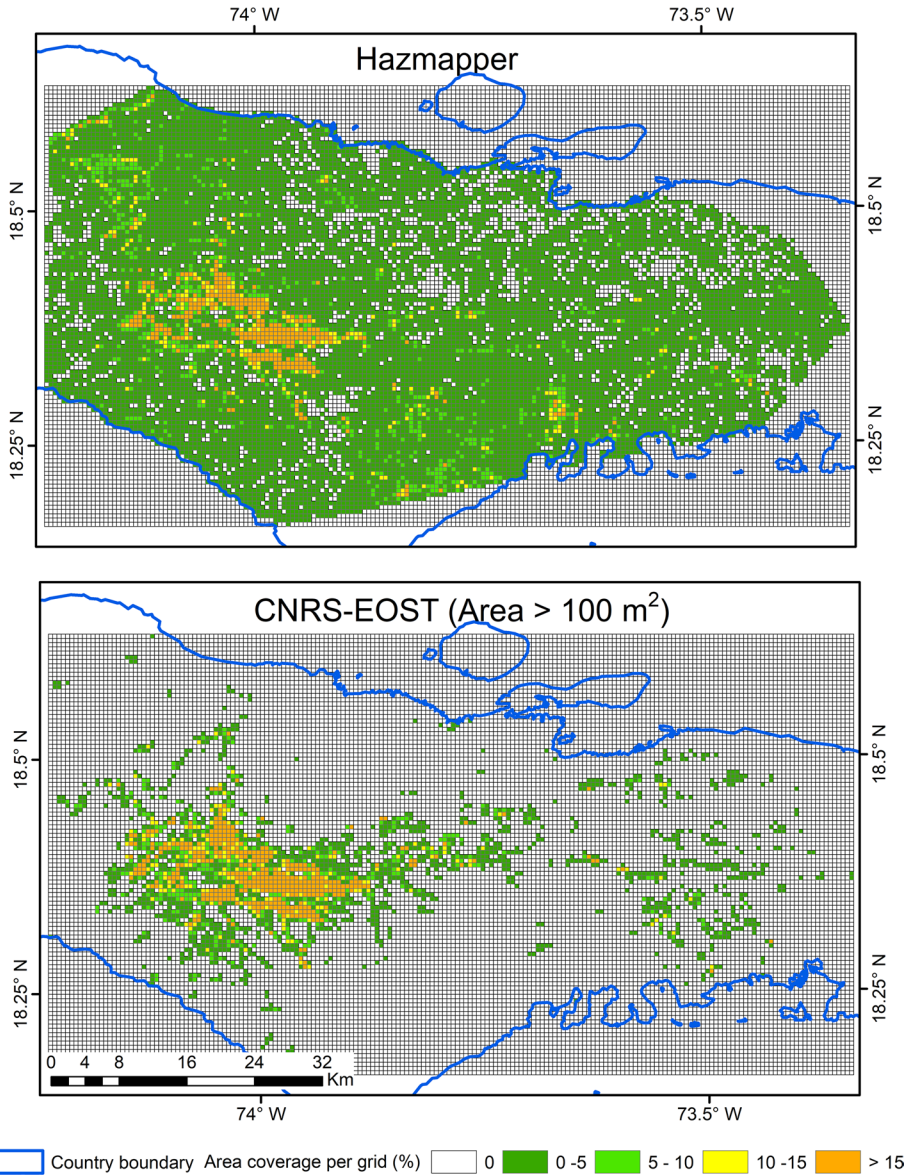 74° W 73.5° W
Hazmapper
18.5° N 18.5° N
18.25° N 18.25° N
CNRS-EOST (Area > 100 m²)
18.5° N 18.5° N
18.25° N 18.25° N
0 4 8 16 24 32
Km
74° W 73.5° W
Country boundary Area coverage per grid (%) 0 0 -5 5 - 10 10 -15 > 15